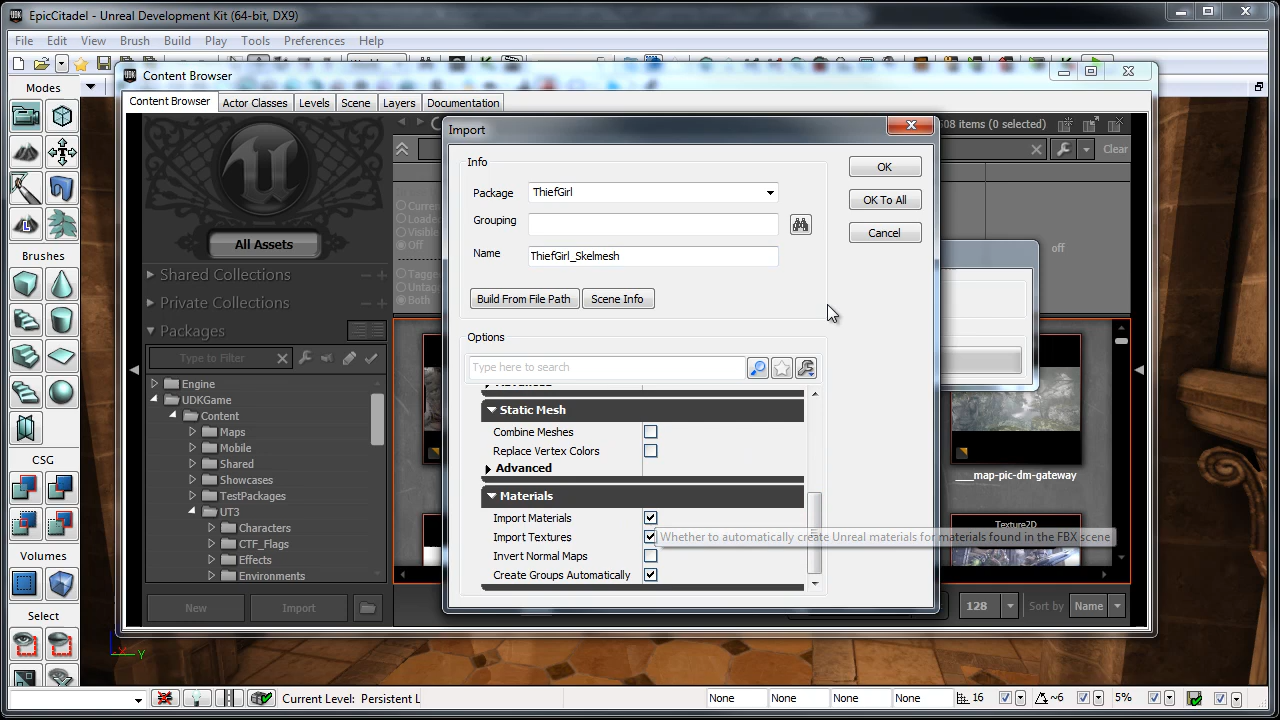 EpicCitadel - Unreal Development Kit (64-bit, DX9)
File Edit View Brush Build Play Tools Preferences Help
Content Browser
Modes
Content Browser Actor Classes Levels Scene Layers Documentation
Import
608 items (0 selected)
Info
OK
Clear
Package ThiefGirl
OK To All
Grouping
Cancel
All Assets
off
Off
Name ThiefGirl_Skelmesh
Brushes
Shared Collections
Both
Private Collections
Build From File Path Scene Info
Packages
Options
Type to Filter
Type here to search
Engine
UDKGame
Content
Static Mesh
Maps
Combine Meshes
Mobile
Replace Vertex Colors
Shared
Advanced
CSG
Showcases
___map-pic-dm-gateway
TestPackages
Materials
UT3
Import Materials
Characters
Texture2D
CTF_Flags
Import Textures
Whether to automatically create Unreal materials for materials found in the FBX scene
Volumes
Effects
Invert Normal Maps
Environments
Create Groups Automatically
New Import
128 Sort by Name
Select
Y
Current Level: Persistent L
None None None None 16 ~6 5%